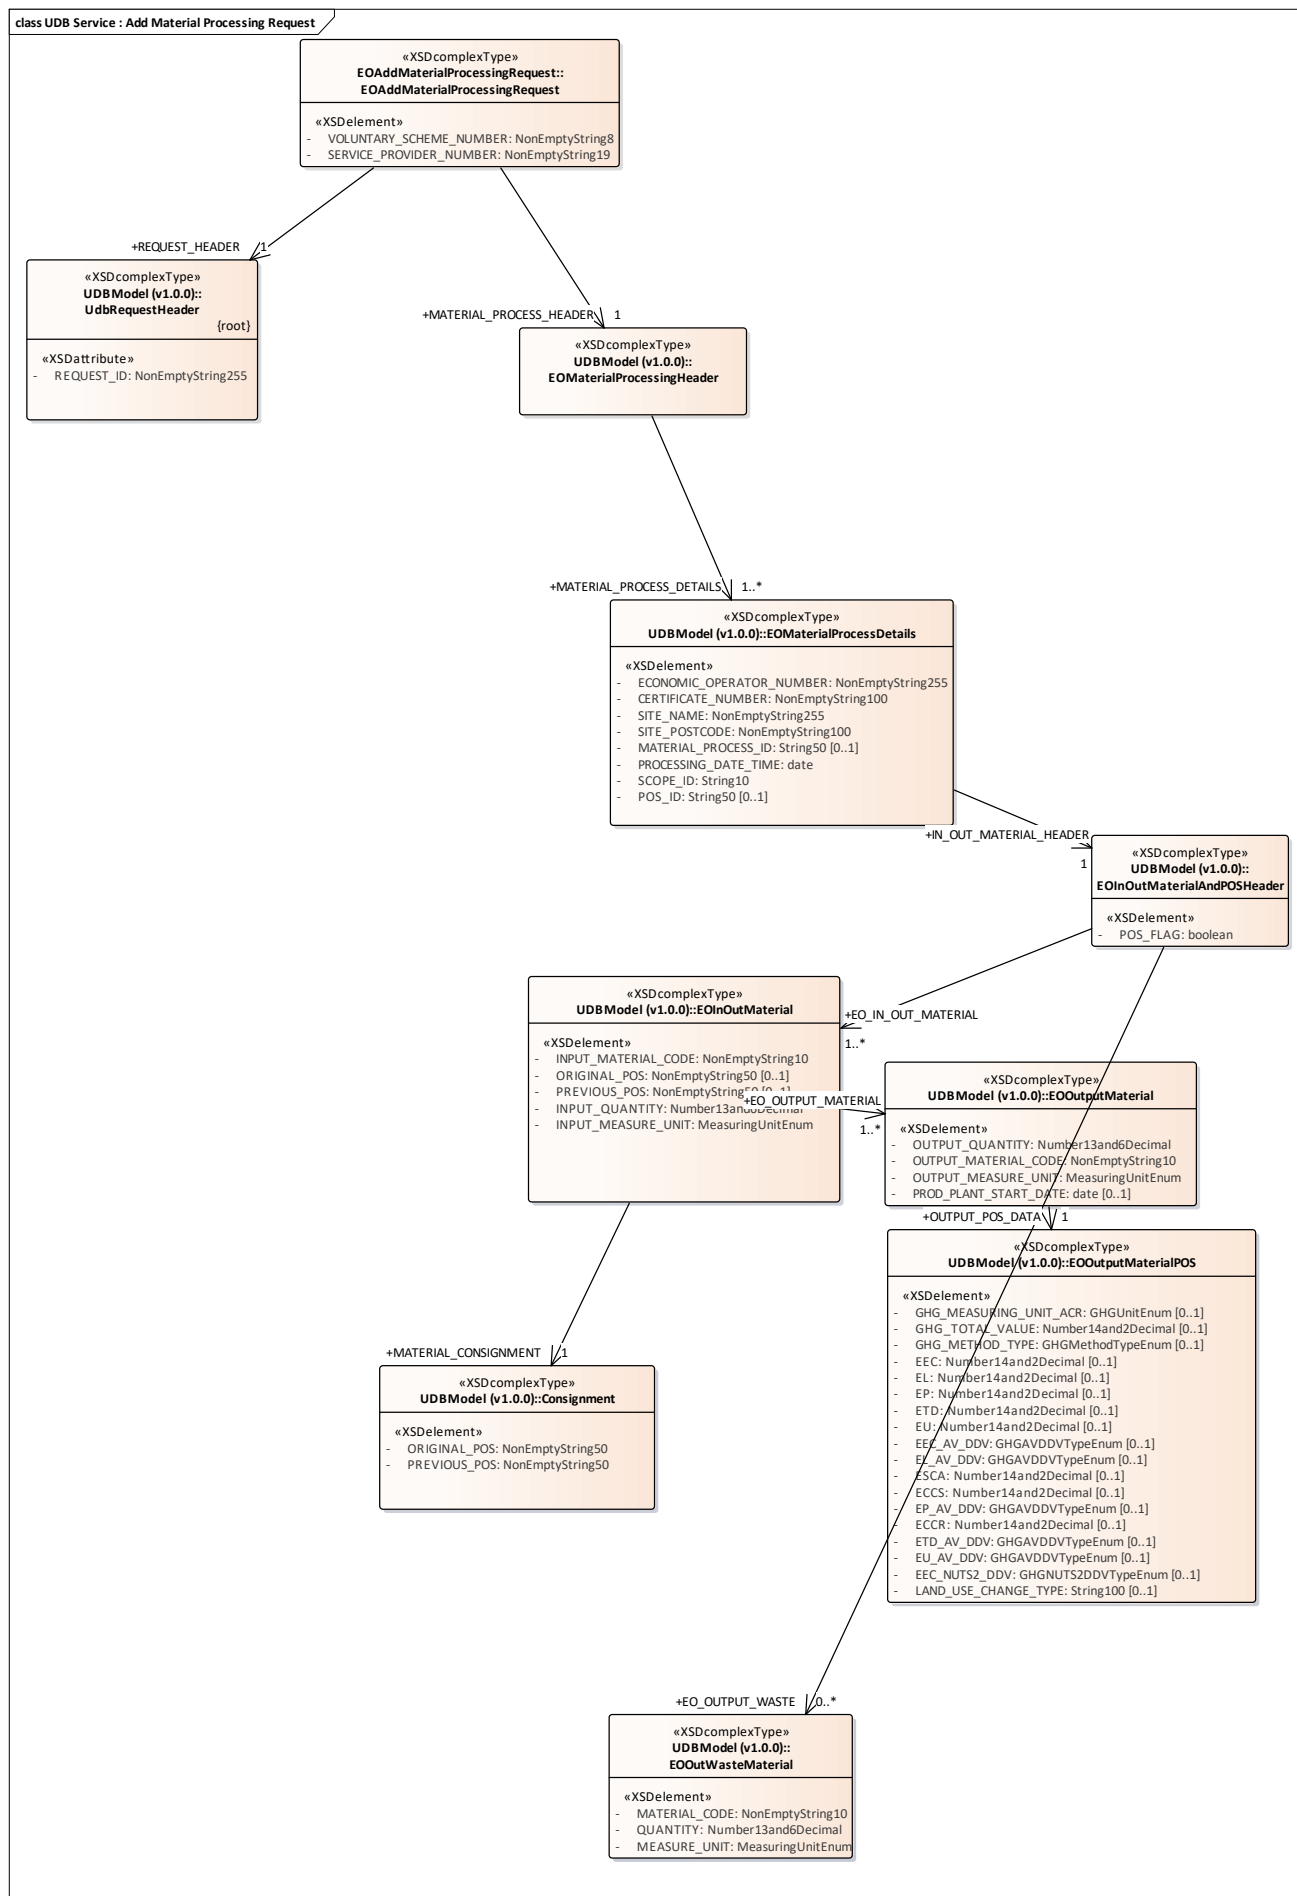 class UDB Service : Add Material Processing Request
«XSDcomplexType»
EOAddMaterialProcessingRequest::
EOAddMaterialProcessingRequest
«XSDelement»
- VOLUNTARY_SCHEME_NUMBER: NonEmptyString8
- SERVICE_PROVIDER_NUMBER: NonEmptyString19
+REQUEST_HEADER 1
«XSDcomplexType»
UDBModel (v1.0.0)::
UdbRequestHeader
{root}
«XSDattribute»
- REQUEST_ID: NonEmptyString255
+MATERIAL_PROCESS_HEADER 1
«XSDcomplexType»
UDBModel (v1.0.0)::
EOMaterialProcessingHeader
+MATERIAL_PROCESS_DETAILS 1..*
«XSDcomplexType»
UDBModel (v1.0.0)::EOMaterialProcessDetails
«XSDelement»
- ECONOMIC_OPERATOR_NUMBER: NonEmptyString255
- CERTIFICATE_NUMBER: NonEmptyString100
- SITE_NAME: NonEmptyString255
- SITE_POSTCODE: NonEmptyString100
- MATERIAL_PROCESS_ID: String50 [0..1]
- PROCESSING_DATE_TIME: date
- SCOPE_ID: String10
- POS_ID: String50 [0..1]
+IN_OUT_MATERIAL_HEADER
1
«XSDcomplexType»
UDBModel (v1.0.0)::
EOInOutMaterialAndPOSHeader
«XSDelement»
- POS_FLAG: boolean
+EO_IN_OUT_MATERIAL
1..*
«XSDcomplexType»
UDBModel (v1.0.0)::EOInOutMaterial
«XSDelement»
- INPUT_MATERIAL_CODE: NonEmptyString10
- ORIGINAL_POS: NonEmptyString50 [0..1]
- PREVIOUS_POS: NonEmptyString50 [0..1]
- INPUT_QUANTITY: Number13and6Decimal
- INPUT_MEASURE_UNIT: MeasuringUnitEnum
+EO_OUTPUT_MATERIAL
1..*
«XSDcomplexType»
UDBModel (v1.0.0)::EOOutputMaterial
«XSDelement»
- OUTPUT_QUANTITY: Number13and6Decimal
- OUTPUT_MATERIAL_CODE: NonEmptyString10
- OUTPUT_MEASURE_UNIT: MeasuringUnitEnum
- PROD_PLANT_START_DATE: date [0..1]
+OUTPUT_POS_DATA 1
«XSDcomplexType»
UDBModel (v1.0.0)::EOOutputMaterialPOS
«XSDelement»
- GHG_MEASURING_UNIT_ACR: GHGUnitEnum [0..1]
- GHG_TOTAL_VALUE: Number14and2Decimal [0..1]
- GHG_METHOD_TYPE: GHGMethodTypeEnum [0..1]
- EEC: Number14and2Decimal [0..1]
- EL: Number14and2Decimal [0..1]
- EP: Number14and2Decimal [0..1]
- ETD: Number14and2Decimal [0..1]
- EU: Number14and2Decimal [0..1]
- EEC_AV_DDV: GHGAVDDVTypeEnum [0..1]
- EL_AV_DDV: GHGAVDDVTypeEnum [0..1]
- ESCA: Number14and2Decimal [0..1]
- ECCS: Number14and2Decimal [0..1]
- EP_AV_DDV: GHGAVDDVTypeEnum [0..1]
- ECCR: Number14and2Decimal [0..1]
- ETD_AV_DDV: GHGAVDDVTypeEnum [0..1]
- EU_AV_DDV: GHGAVDDVTypeEnum [0..1]
- EEC_NUTS2_DDV: GHGNUTS2DDVTypeEnum [0..1]
- LAND_USE_CHANGE_TYPE: String100 [0..1]
+MATERIAL_CONSIGNMENT 1
«XSDcomplexType»
UDBModel (v1.0.0)::Consignment
«XSDelement»
- ORIGINAL_POS: NonEmptyString50
- PREVIOUS_POS: NonEmptyString50
+EO_OUTPUT_WASTE 0..*
«XSDcomplexType»
UDBModel (v1.0.0)::
EOOutWasteMaterial
«XSDelement»
- MATERIAL_CODE: NonEmptyString10
- QUANTITY: Number13and6Decimal
- MEASURE_UNIT: MeasuringUnitEnum